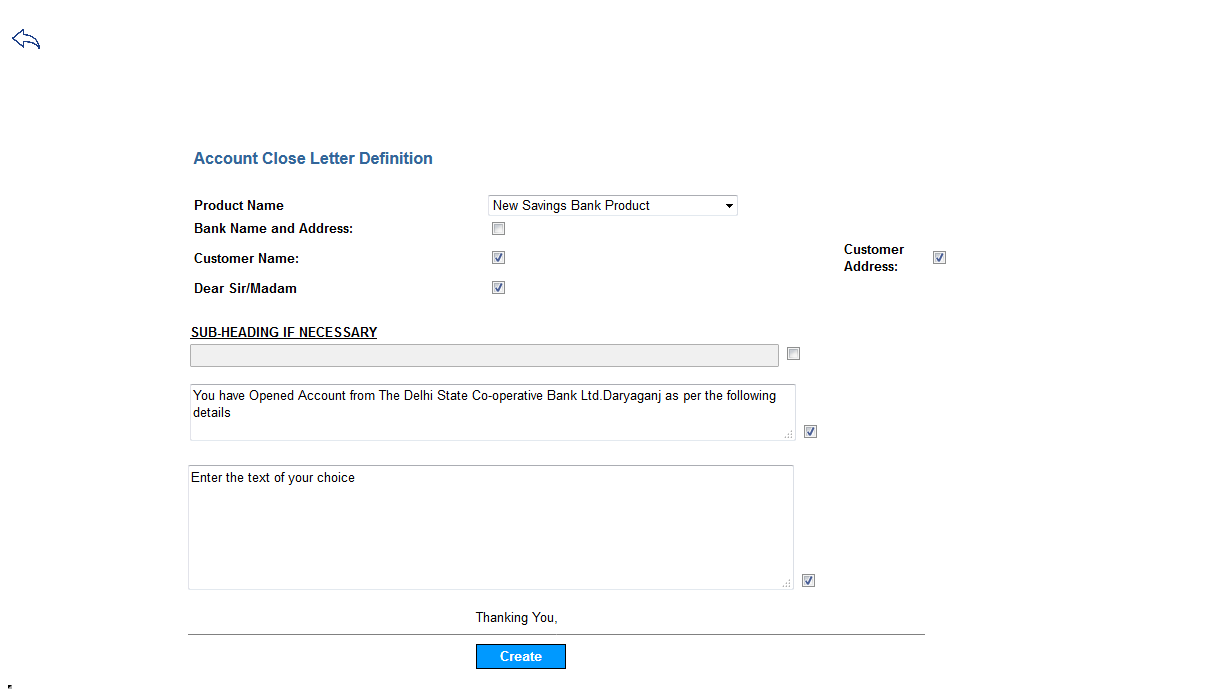 Account Close Letter Definition
Product Name
New Savings Bank Product
Bank Name and Address:
Customer Name:
Customer
Address:
Dear Sir/Madam
SUB-HEADING IF NECESSARY
You have Opened Account from The Delhi State Co-operative Bank Ltd.Daryaganj as per the following
details
Enter the text of your choice
Thanking You,
Create